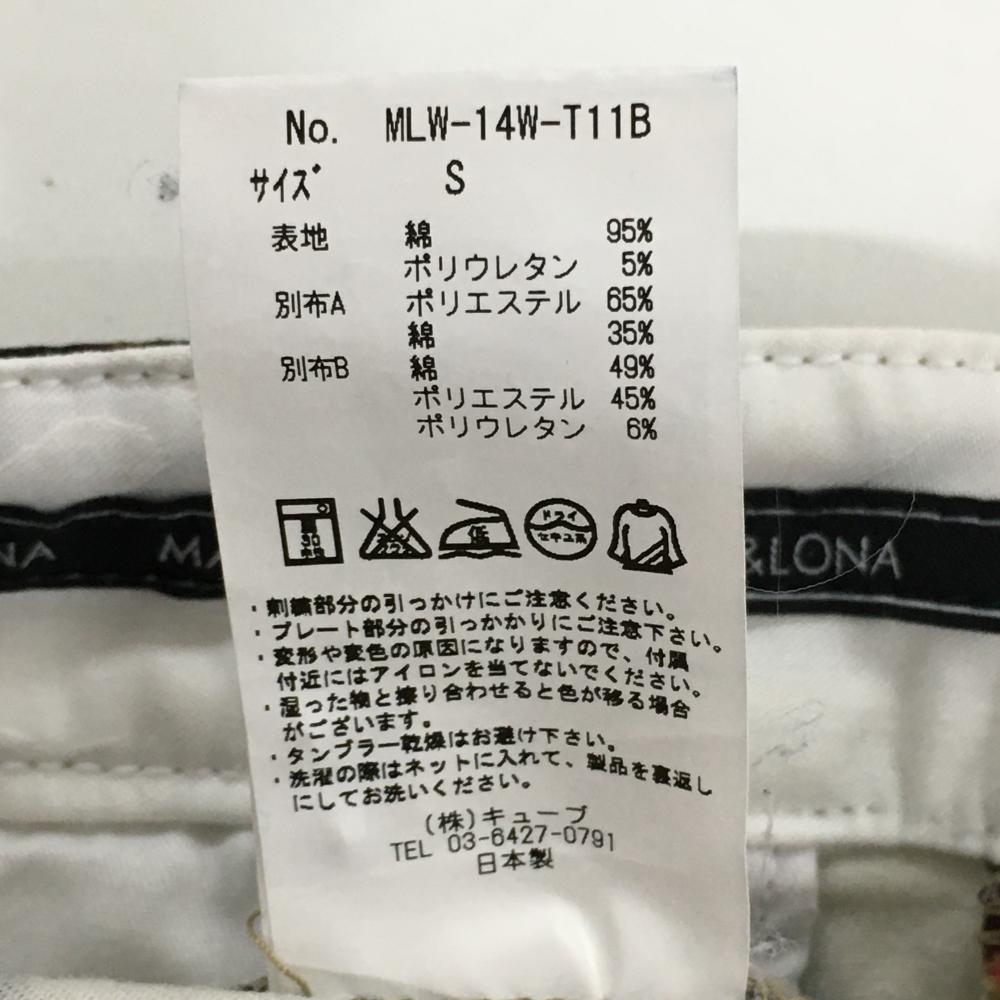 No. MLW-14W-T11B
サイズ S
表地 綿 95%
ポリウレタン 5%
別布A ポリエステル 65%
綿 35%
別布B 綿 49%
ポリエステル 45%
ポリウレタン 6%
低
ドライ
セキユ系
・刺繍部分の引っかけにご注意ください。
・プレート部分の引っかかりにご注意下さい。
・変形や変色の原因になりますので、付属
付近にはアイロンを当てないでください。
・湿った物と擦り合わせると色が移る場合
がございます。
・タンブラー乾燥はお避け下さい。
・洗濯の際はネットに入れて、製品を裏返し
にしてお洗いください。
(株)キューブ
TEL 03-6427-0791
日本製
NA MA &LONA